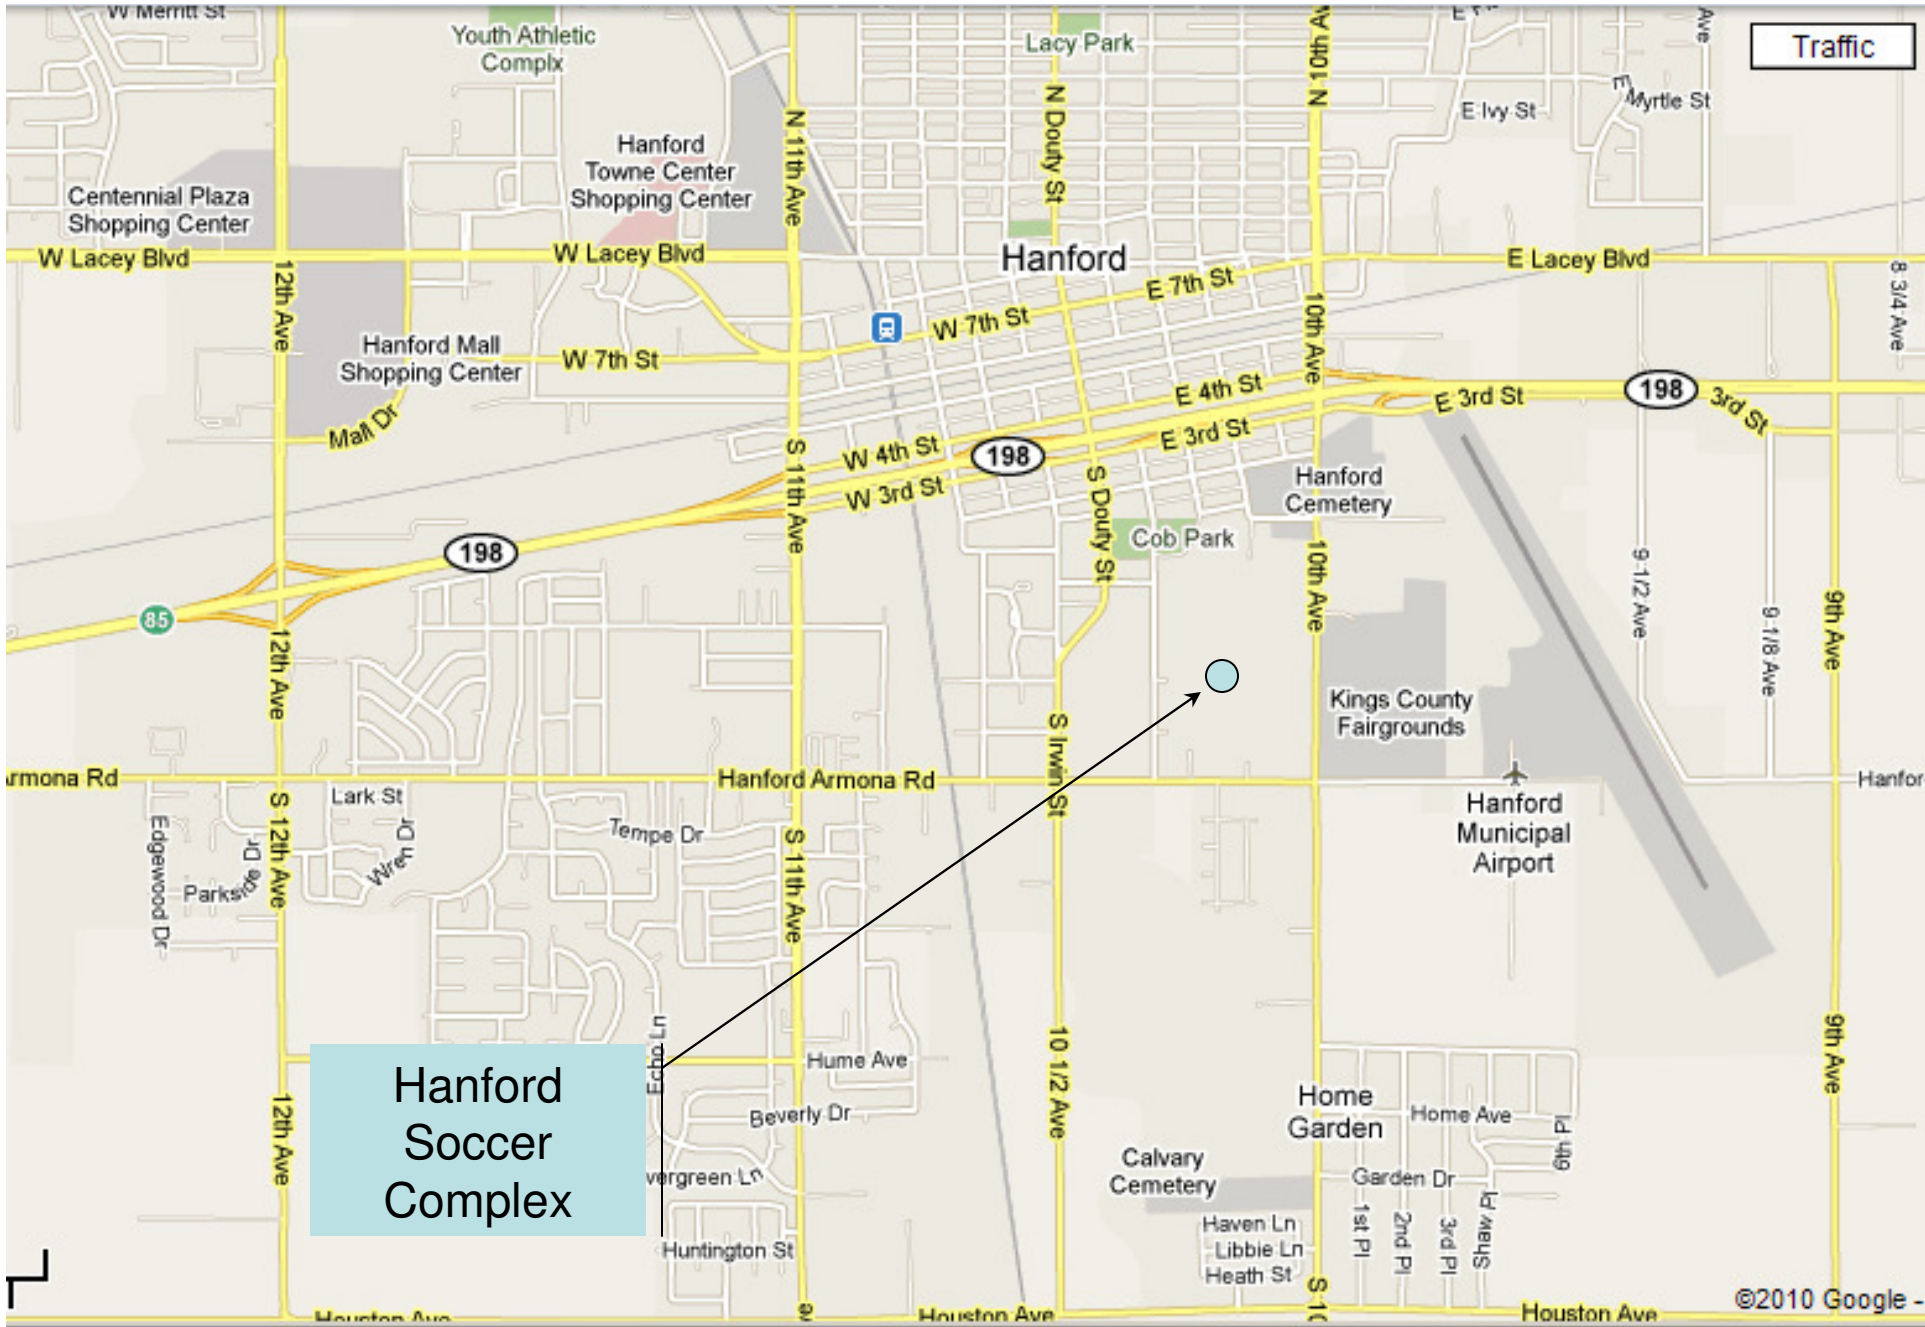 W Merritt St
Youth Athletic
Complx
Lacy Park
N 10th Av
Ave
Traffic
N 11th Ave
N Douty St
E Ivy St
E Myrtle St
Hanford
Towne Center
Shopping Center
Centennial Plaza
Shopping Center
W Lacey Blvd
W Lacey Blvd
Hanford
E Lacey Blvd
12th Ave
E 7th St
10th Ave
8 3/4 Ave
W 7th St
Hanford Mall
Shopping Center
W 7th St
E 4th St
E 3rd St
198
3rd St
Mall Dr
S 11th Ave
W 4th St
198
E 3rd St
W 3rd St
S Douty St
Hanford
Cemetery
Cob Park
198
10th Ave
9 1/2 Ave
9 1/8 Ave
9th Ave
85
12th Ave
S Irwin St
Kings County
Fairgrounds
rmona Rd
Hanford Armona Rd
Hanfor
Lark St
Edgewood Dr
Parkside Dr
S 12th Ave
Wren Dr
Tempe Dr
S 11th Ave
Hanford
Municipal
Airport
Echo Ln
Hume Ave
10 1/2 Ave
9th Ave
Hanford
Soccer
Complex
12th Ave
Beverly Dr
Home
Garden
Home Ave
6th Pl
vergreen Ln
Calvary
Cemetery
Garden Dr
1st Pl
2nd Pl
3rd Pl
Shaw Pl
Huntington St
Haven Ln
Libbie Ln
Heath St
S 10
©2010 Google -
Houston Ave
ve
Houston Ave
Houston Ave